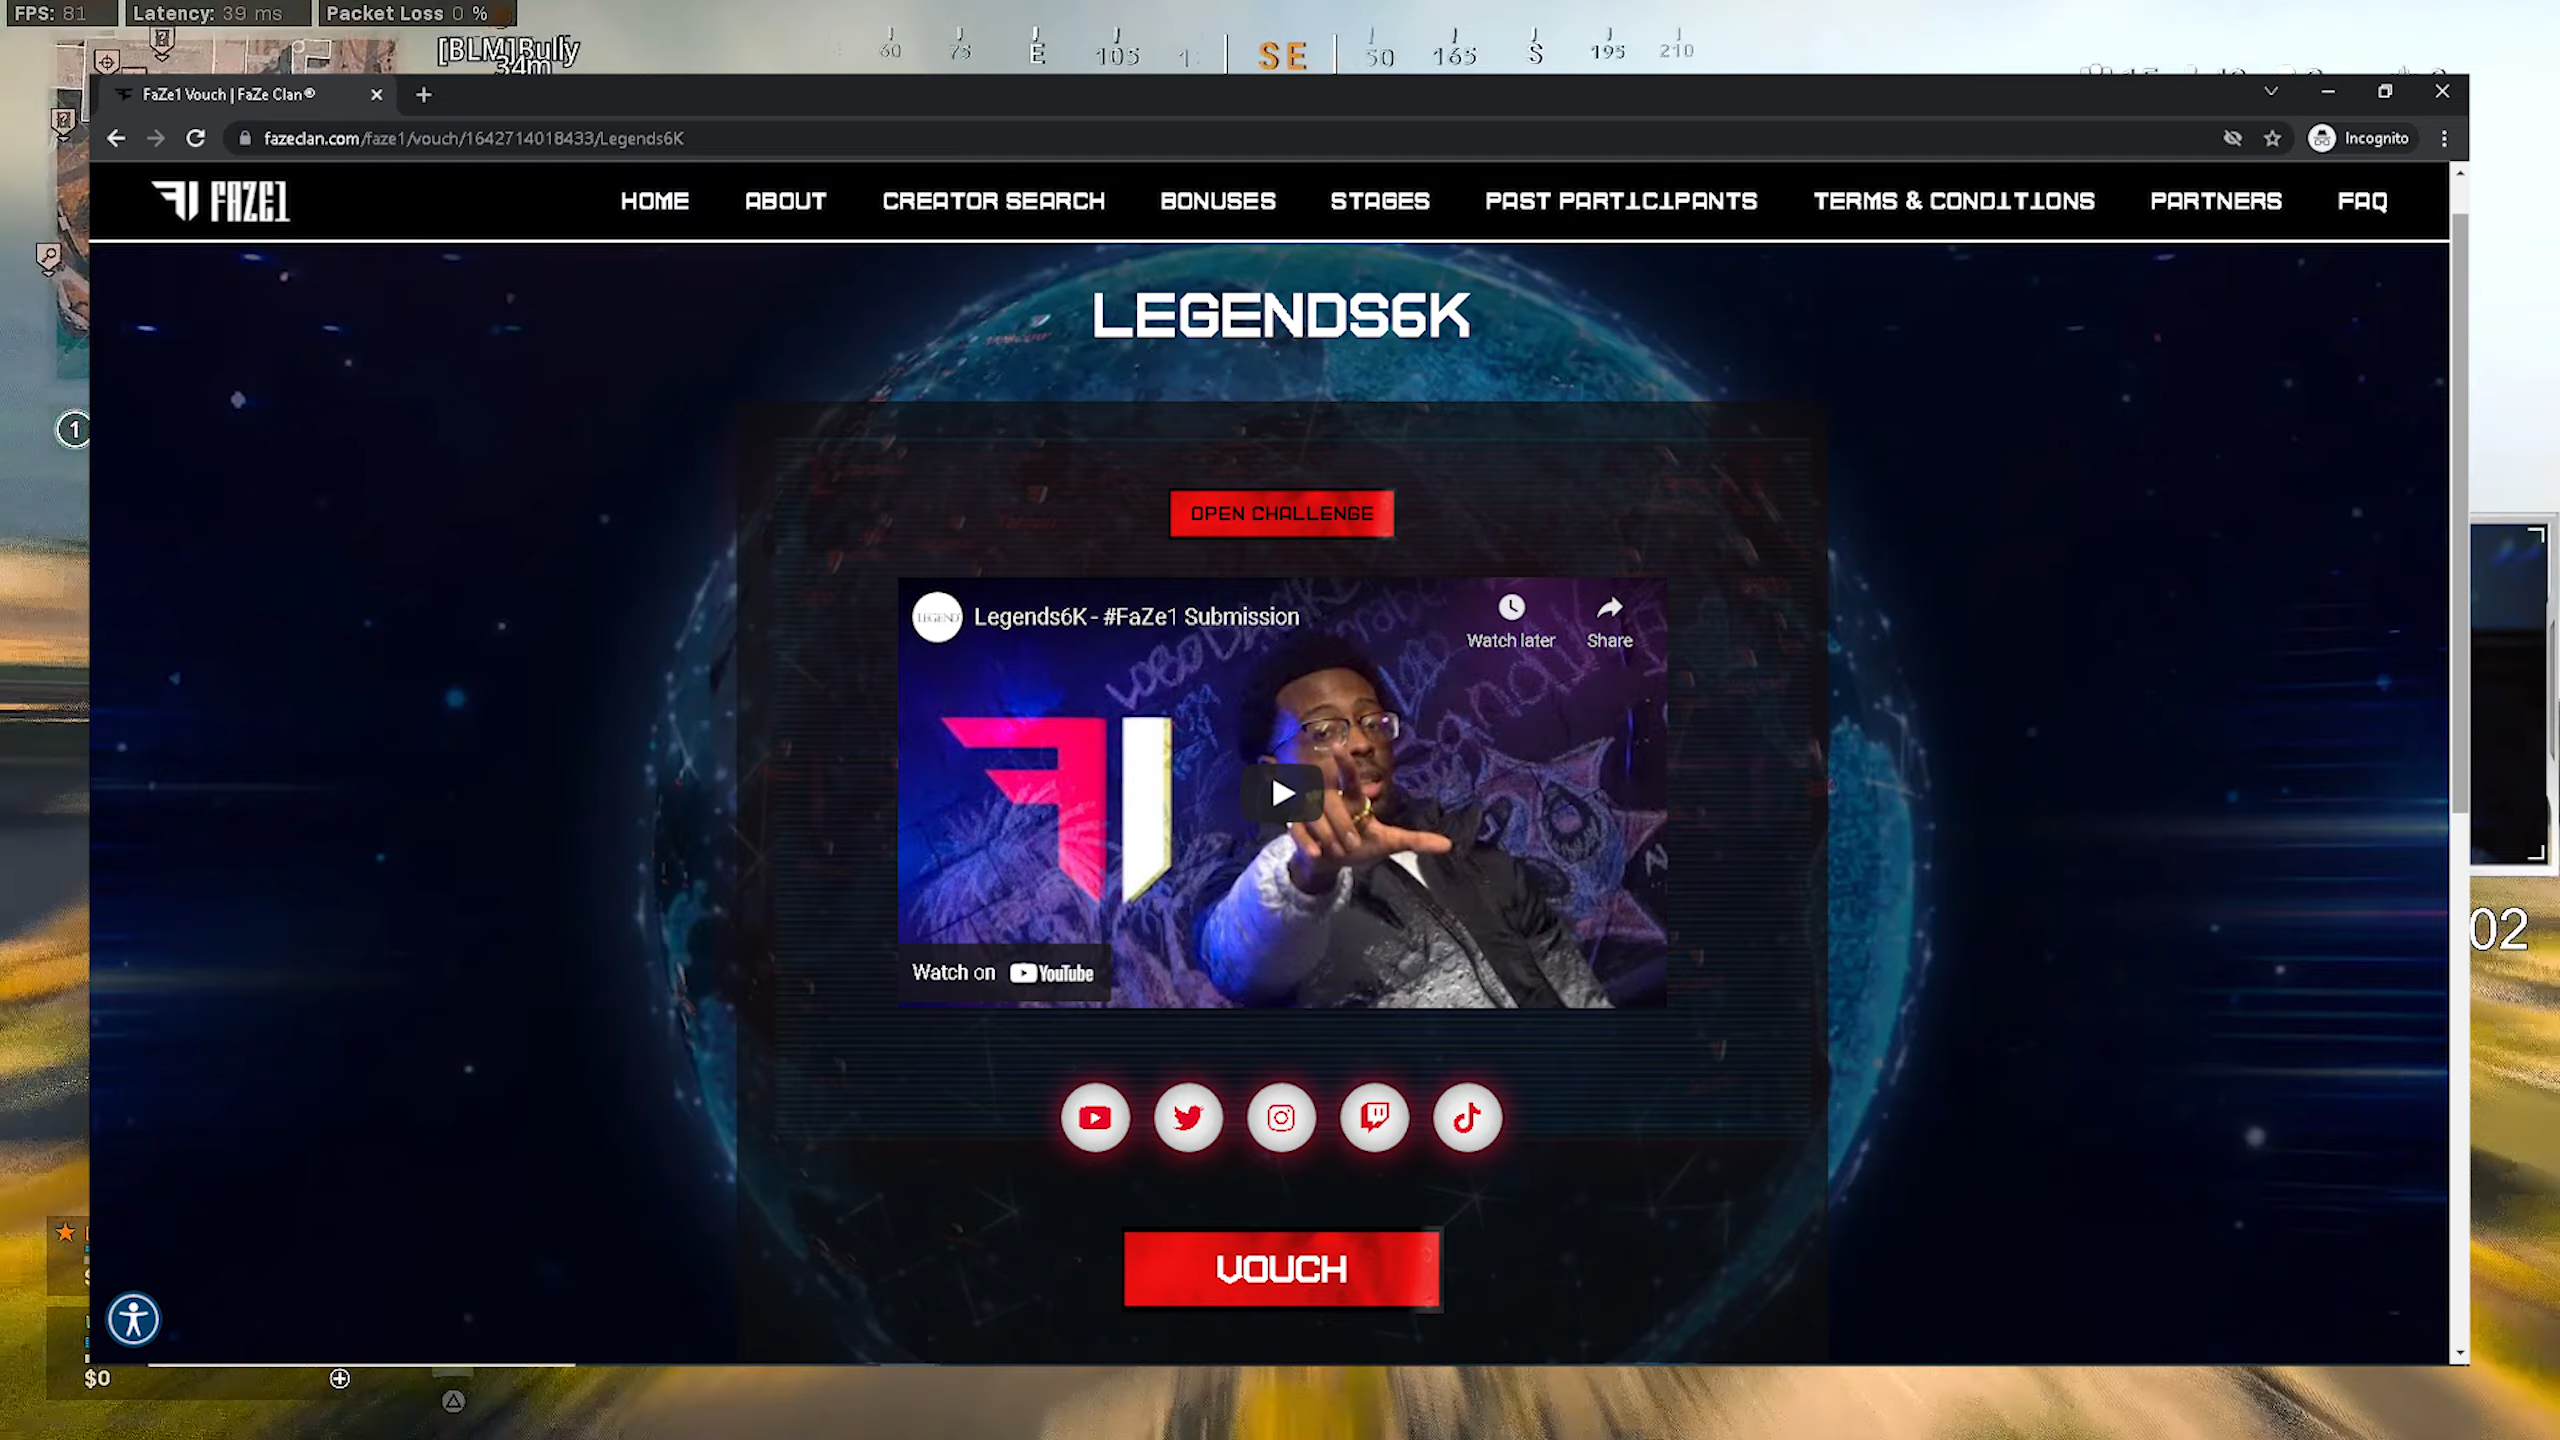 FPS: 81 Latency: 39 ms Packet Loss 0 %
[BLM]Bully
34m
60 75 E 105 SE 50 165 S 195 210
FaZe1 Vouch | FaZe Clan®
fazeclan.com/faze1/vouch/1642714018433/Legends6K
Incognito
FAZE1 HOME ABOUT CREATOR SEARCH BONUSES STAGES PAST PARTICIPANTS TERMS & CONDITIONS PARTNERS FAQ
LEGENDS6K
1
OPEN CHALLENGE
LEGEND Legends6K - #FaZe1 Submission
Watch later Share
02
Watch on YouTube
VOUCH
$0